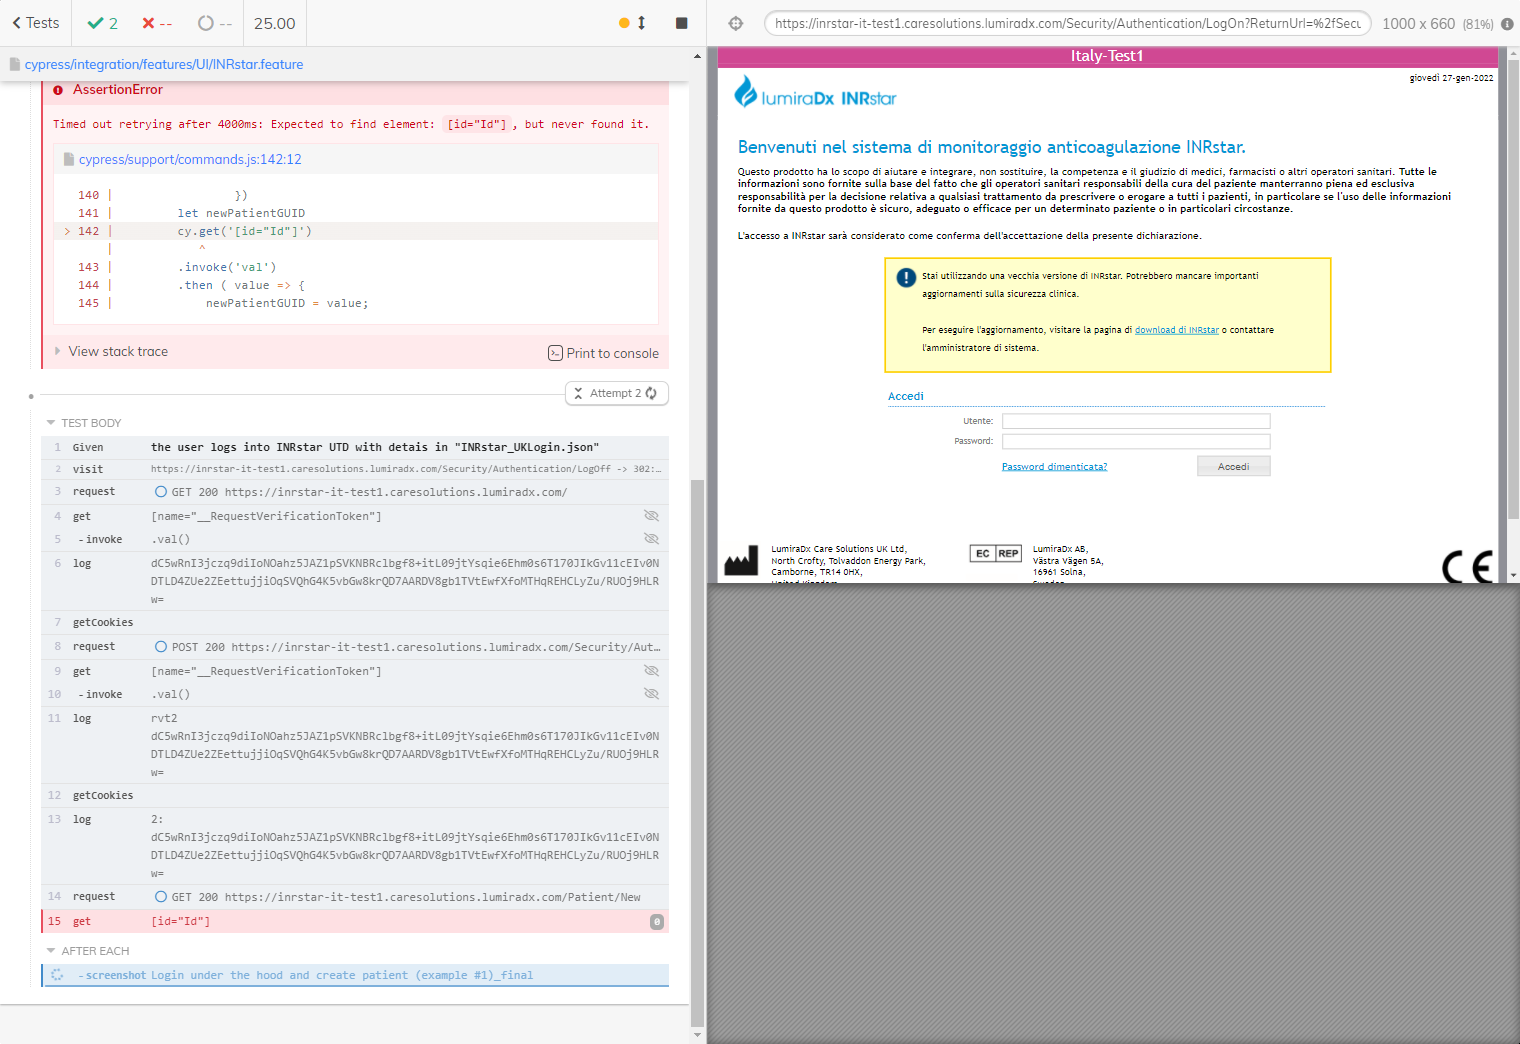 Tests
2
--
--
25.00
cypress/integration/features/UI/INRstar.feature
AssertionError
Timed out retrying after 4000ms: Expected to find element: [id="Id"], but never found it.
cypress/support/commands.js:142:12
140 | })
141 | let newPatientGUID
> 142 | cy.get('[id="Id"]')
| ^
143 | .invoke('val')
144 | .then ( value => {
145 | newPatientGUID = value;
View stack trace
Print to console
Attempt 2
TEST BODY
1 Given the user logs into INRstar UTD with detais in "INRstar_UKLogin.json"
2 visit https://inrstar-it-test1.caresolutions.lumiradx.com/Security/Authentication/LogOff -> 302:...
3 request GET 200 https://inrstar-it-test1.caresolutions.lumiradx.com/
4 get [name="__RequestVerificationToken"]
5 -invoke .val()
6 log dC5wRnI3jczq9diIoNOahz5JAZ1pSVKNBRclbgf8+itL09jtYsqie6Ehm0s6T170JIkGv11cEIv0N
DTLD4ZUe2ZEettujjiOqSVQhG4K5vbGw8krQD7AARDV8gb1TVtEwfXfoMTHqREHCLyZu/RUOj9HLR
w=
7 getCookies
8 request POST 200 https://inrstar-it-test1.caresolutions.lumiradx.com/Security/Aut...
9 get [name="__RequestVerificationToken"]
10 -invoke .val()
11 log rvt2
dC5wRnI3jczq9diIoNOahz5JAZ1pSVKNBRclbgf8+itL09jtYsqie6Ehm0s6T170JIkGv11cEIv0N
DTLD4ZUe2ZEettujjiOqSVQhG4K5vbGw8krQD7AARDV8gb1TVtEwfXfoMTHqREHCLyZu/RUOj9HLR
w=
12 getCookies
13 log 2:
dC5wRnI3jczq9diIoNOahz5JAZ1pSVKNBRclbgf8+itL09jtYsqie6Ehm0s6T170JIkGv11cEIv0N
DTLD4ZUe2ZEettujjiOqSVQhG4K5vbGw8krQD7AARDV8gb1TVtEwfXfoMTHqREHCLyZu/RUOj9HLR
w=
14 request GET 200 https://inrstar-it-test1.caresolutions.lumiradx.com/Patient/New
15 get [id="Id"] 0
AFTER EACH
-screenshot Login under the hood and create patient (example #1)_final
https://inrstar-it-test1.caresolutions.lumiradx.com/Security/Authentication/LogOn?ReturnUrl=%2fSecu
1000 x 660 (81%)
Italy-Test1
giovedì 27-gen-2022
lumiraDx INRstar
Benvenuti nel sistema di monitoraggio anticoagulazione INRstar.
Questo prodotto ha lo scopo di aiutare e integrare, non sostituire, la competenza e il giudizio di medici, farmacisti o altri operatori sanitari. Tutte le
informazioni sono fornite sulla base del fatto che gli operatori sanitari responsabili della cura del paziente manterranno piena ed esclusiva
responsabilità per la decisione relativa a qualsiasi trattamento da prescrivere o erogare a tutti i pazienti, in particolare se l'uso delle informazioni
fornite da questo prodotto è sicuro, adeguato o efficace per un determinato paziente o in particolari circostanze.
L'accesso a INRstar sarà considerato come conferma dell'accettazione della presente dichiarazione.
Stai utilizzando una vecchia versione di INRstar. Potrebbero mancare importanti
aggiornamenti sulla sicurezza clinica.
Per eseguire l'aggiornamento, visitare la pagina di download di INRstar o contattare
l'amministratore di sistema.
Accedi
Utente:
Password:
Password dimenticata?
Accedi
LumiraDx Care Solutions UK Ltd,
North Crofty, Tolvaddon Energy Park,
Camborne, TR14 0HX,
United Kingdom
EC REP
LumiraDx AB,
Västra Vägen 5A,
16961 Solna,
Sweden
CE